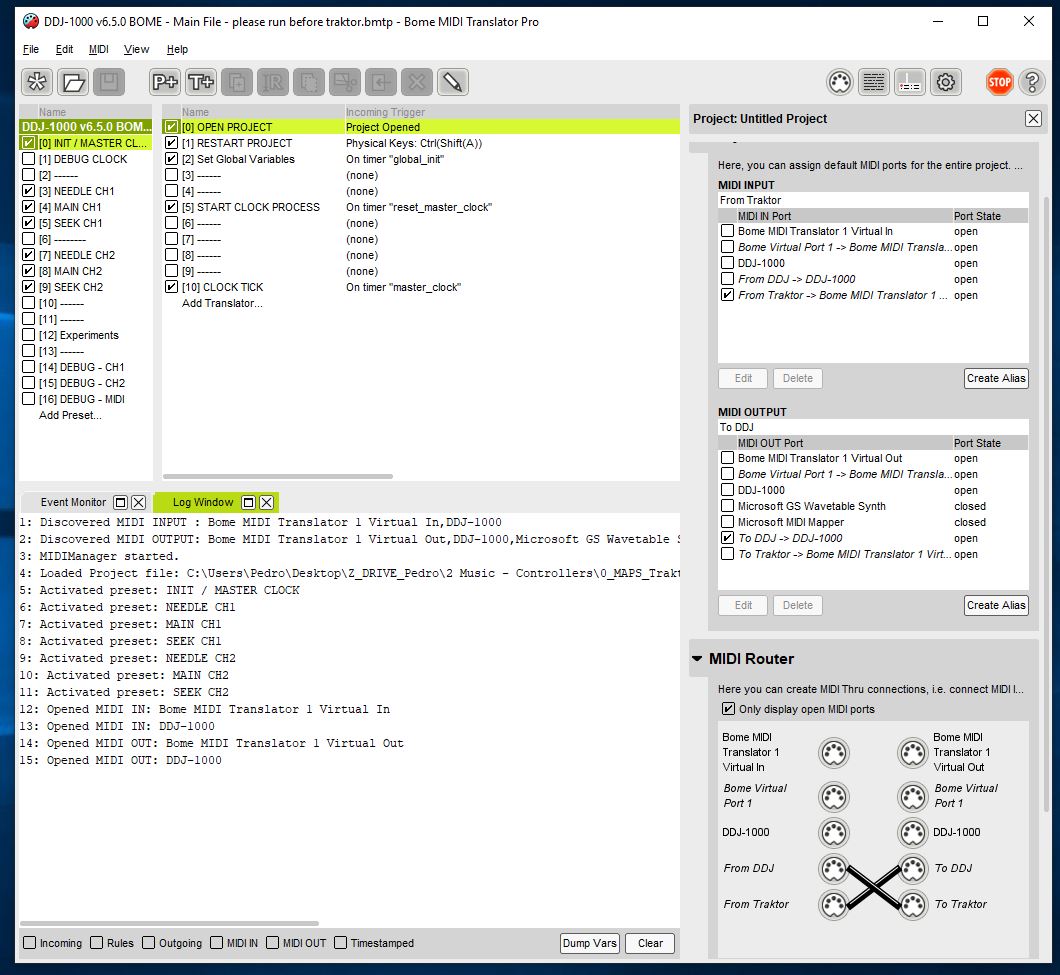 DDJ-1000 v6.5.0 BOME - Main File - please run before traktor.bmtp - Bome MIDI Translator Pro
File Edit MIDI View Help
P+ T+ IR STOP ?
Name
DDJ-1000 v6.5.0 BOM...
[0] INIT / MASTER CL...
[1] DEBUG CLOCK
[2] ------
[3] NEEDLE CH1
[4] MAIN CH1
[5] SEEK CH1
[6] --------
[7] NEEDLE CH2
[8] MAIN CH2
[9] SEEK CH2
[10] ------
[11] ------
[12] Experiments
[13] ------
[14] DEBUG - CH1
[15] DEBUG - CH2
[16] DEBUG - MIDI
Add Preset...
Name Incoming Trigger
[0] OPEN PROJECT Project Opened
[1] RESTART PROJECT Physical Keys: Ctrl(Shift(A))
[2] Set Global Variables On timer "global_init"
[3] ------ (none)
[4] ------ (none)
[5] START CLOCK PROCESS On timer "reset_master_clock"
[6] ------ (none)
[7] ------ (none)
[8] ------ (none)
[9] ------ (none)
[10] CLOCK TICK On timer "master_clock"
Add Translator...
Event Monitor Log Window
1: Discovered MIDI INPUT : Bome MIDI Translator 1 Virtual In,DDJ-1000
2: Discovered MIDI OUTPUT: Bome MIDI Translator 1 Virtual Out,DDJ-1000,Microsoft GS Wavetable S
3: MIDIManager started.
4: Loaded Project file: C:\Users\Pedro\Desktop\Z_DRIVE_Pedro\2 Music - Controllers\0_MAPS_Trakt
5: Activated preset: INIT / MASTER CLOCK
6: Activated preset: NEEDLE CH1
7: Activated preset: MAIN CH1
8: Activated preset: SEEK CH1
9: Activated preset: NEEDLE CH2
10: Activated preset: MAIN CH2
11: Activated preset: SEEK CH2
12: Opened MIDI IN: Bome MIDI Translator 1 Virtual In
13: Opened MIDI IN: DDJ-1000
14: Opened MIDI OUT: Bome MIDI Translator 1 Virtual Out
15: Opened MIDI OUT: DDJ-1000
Incoming Rules Outgoing MIDI IN MIDI OUT Timestamped Dump Vars Clear
Project: Untitled Project
Here, you can assign default MIDI ports for the entire project. ...
MIDI INPUT
From Traktor
MIDI IN Port Port State
Bome MIDI Translator 1 Virtual In open
Bome Virtual Port 1 -> Bome MIDI Transla... open
DDJ-1000 open
From DDJ -> DDJ-1000 open
From Traktor -> Bome MIDI Translator 1 ... open
Edit Delete Create Alias
MIDI OUTPUT
To DDJ
MIDI OUT Port Port State
Bome MIDI Translator 1 Virtual Out open
Bome Virtual Port 1 -> Bome MIDI Transla... open
DDJ-1000 open
Microsoft GS Wavetable Synth closed
Microsoft MIDI Mapper closed
To DDJ -> DDJ-1000 open
To Traktor -> Bome MIDI Translator 1 Virt... open
Edit Delete Create Alias
MIDI Router
Here you can create MIDI Thru connections, i.e. connect MIDI I...
Only display open MIDI ports
Bome MIDI
Translator 1
Virtual In
Bome MIDI
Translator 1
Virtual Out
Bome Virtual
Port 1
Bome Virtual
Port 1
DDJ-1000 DDJ-1000
From DDJ To DDJ
From Traktor To Traktor